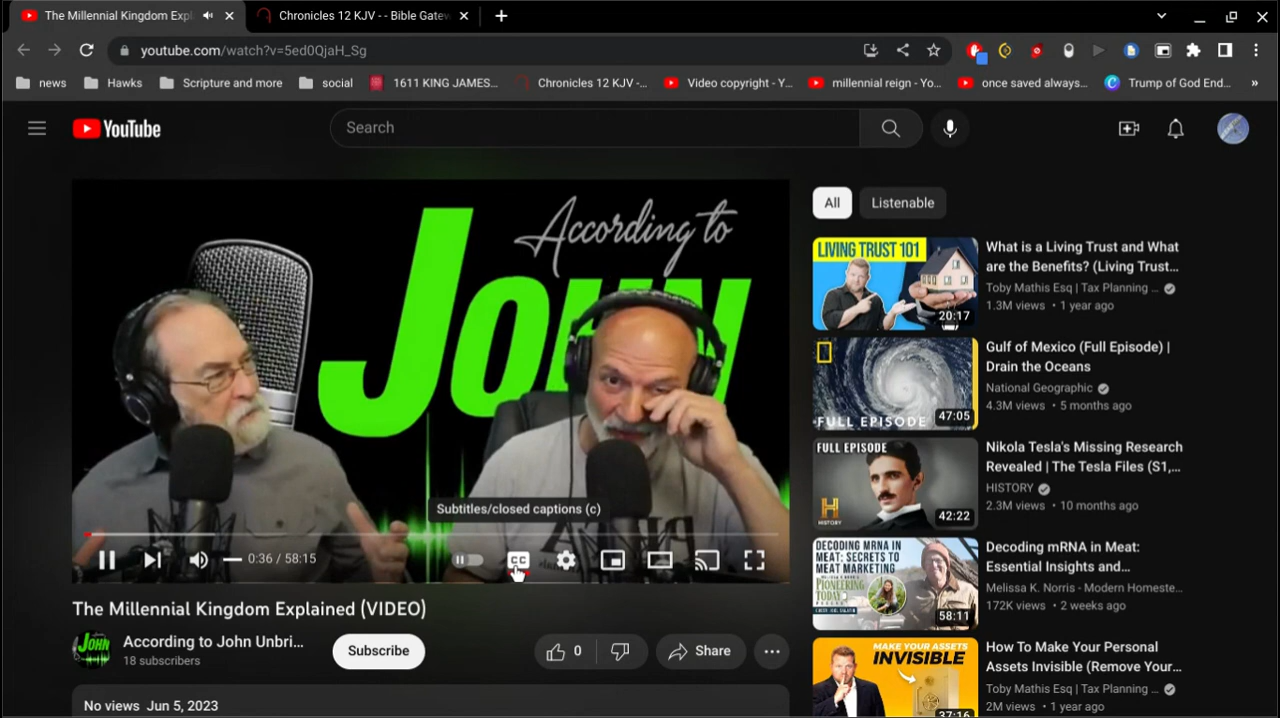 The Millennial Kingdom Expl
Chronicles 12 KJV - - Bible Gatew
youtube.com/watch?v=5ed0QjaH_Sg
news
Hawks
Scripture and more
social
1611 KING JAMES...
Chronicles 12 KJV -...
Video copyright - Y...
millennial reign - Yo...
once saved always...
Trump of God End...
»
YouTube
Search
All
Listenable
According to
John
Subtitles/closed captions (c)
0:36 / 58:15
CC
The Millennial Kingdom Explained (VIDEO)
JOHN
According to John Unbri...
18 subscribers
Subscribe
0
Share
No views Jun 5, 2023
LIVING TRUST 101
20:17
What is a Living Trust and What
are the Benefits? (Living Trust...
Toby Mathis Esq | Tax Planning ...
1.3M views • 1 year ago
FULL EPISODE
47:05
Gulf of Mexico (Full Episode) |
Drain the Oceans
National Geographic
4.3M views • 5 months ago
FULL EPISODE
H
HISTORY
42:22
Nikola Tesla's Missing Research
Revealed | The Tesla Files (S1,...
HISTORY
2.3M views • 10 months ago
DECODING MRNA IN
MEAT: SECRETS TO
MEAT MARKETING
MELISSA K NORRIS
PIONEERING
TODAY
58:11
Decoding mRNA in Meat:
Essential Insights and...
Melissa K. Norris - Modern Homeste...
172K views • 2 weeks ago
MAKE YOUR ASSETS
INVISIBLE
37:16
How To Make Your Personal
Assets Invisible (Remove Your...
Toby Mathis Esq | Tax Planning ...
2M views • 1 year ago